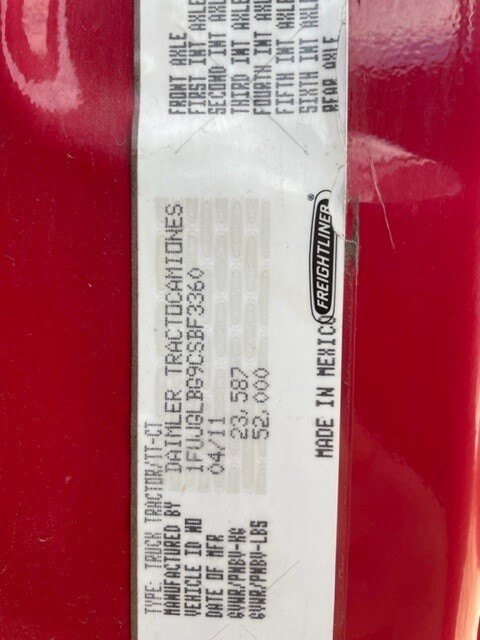 TYPE: TRUCK TRACTOR/TT-CT
MANUFACTURED BY DAIMLER TRACTOCAMIONES
VEHICLE ID NO 1FUJGLBG9CSBF3360
DATE OF MFR 04/11
GVWR/PNBV-KG 23,587
GVWR/PNBV-LBS 52,000
MADE IN MEXICO
FREIGHTLINER®
FRONT AXLE
FIRST INT AXLE
SECOND INT AXLE
THIRD INT AXLE
FOURTH INT AXLE
FIFTH INT AXLE
SIXTH INT AXLE
REAR AXLE